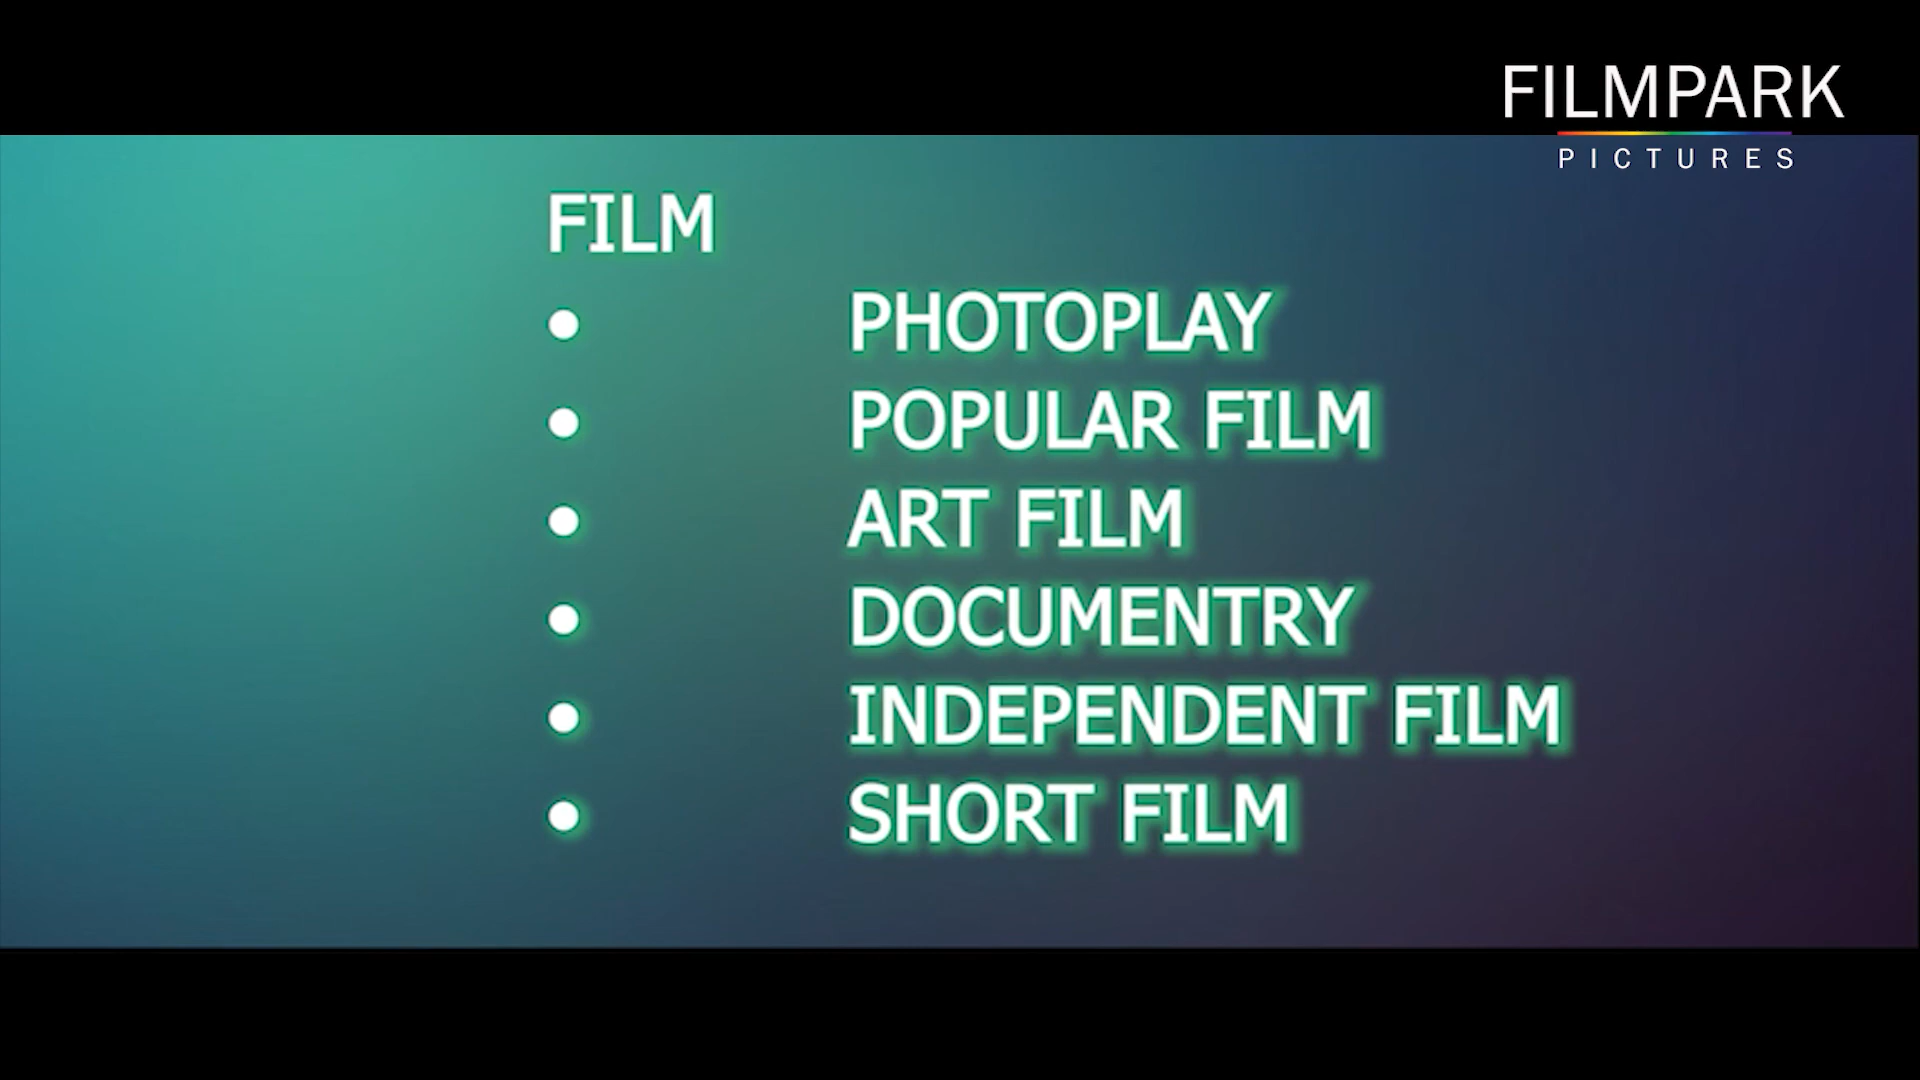 FILMPARK
PICTURES
FILM
• PHOTOPLAY
• POPULAR FILM
• ART FILM
• DOCUMENTRY
• INDEPENDENT FILM
• SHORT FILM